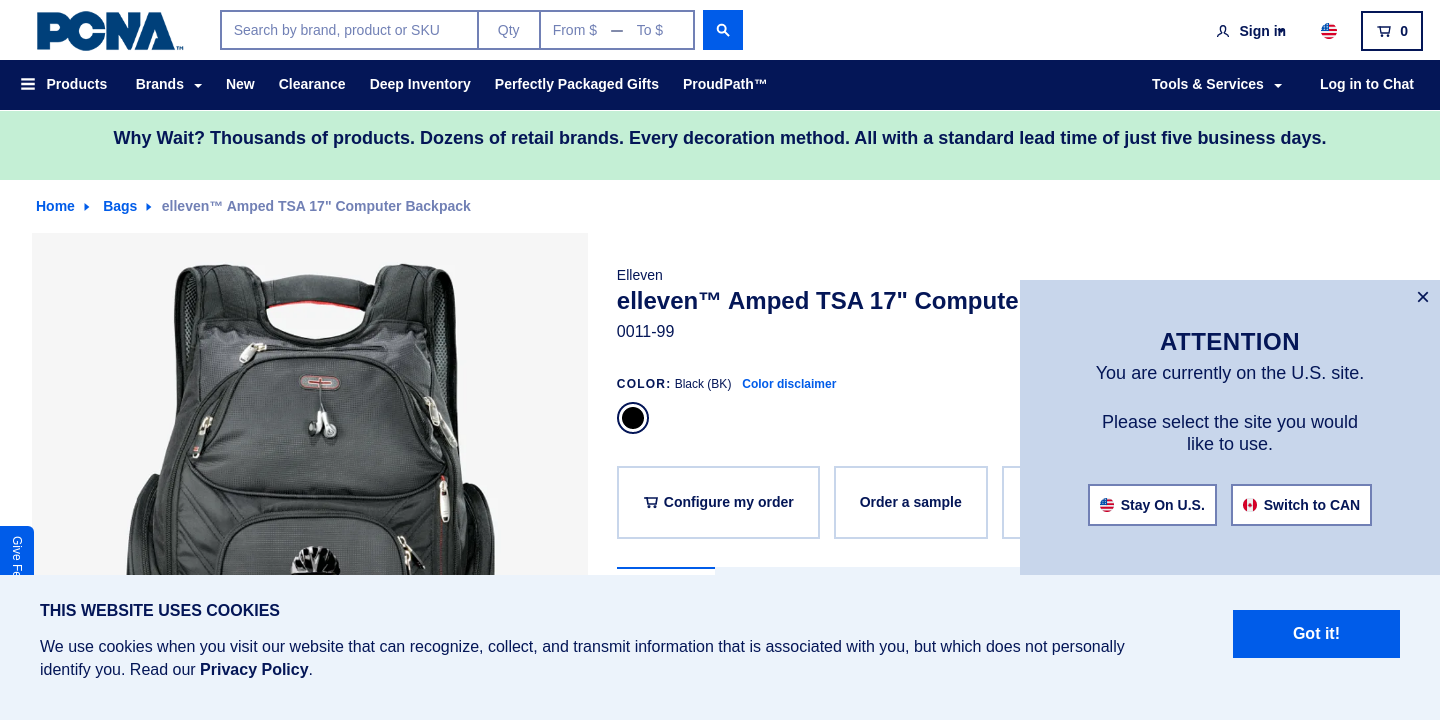 PCNA™
Search by brand, product or SKU
Qty
From $ — To $
Sign in
0
Products
Brands
New
Clearance
Deep Inventory
Perfectly Packaged Gifts
ProudPath™
Tools & Services
Log in to Chat
Why Wait? Thousands of products. Dozens of retail brands. Every decoration method. All with a standard lead time of just five business days.
Home
Bags
elleven™ Amped TSA 17" Computer Backpack
Elleven
elleven™ Amped TSA 17" Compute
0011-99
COLOR: Black (BK) Color disclaimer
Configure my order
Order a sample
×
ATTENTION
You are currently on the U.S. site.
Please select the site you would
like to use.
Stay On U.S.
Switch to CAN
Give
THIS WEBSITE USES COOKIES
We use cookies when you visit our website that can recognize, collect, and transmit information that is associated with you, but which does not personally
identify you. Read our Privacy Policy.
Got it!